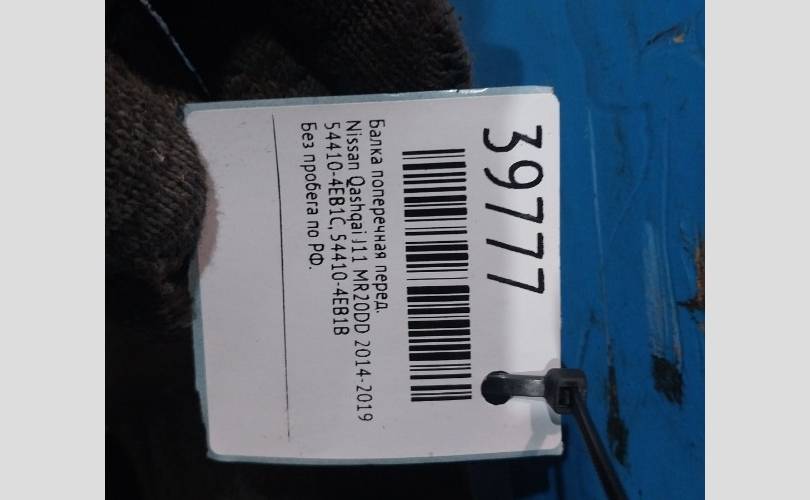 39777
Балка поперечная перед.
Nissan Qashqai J11 MR20DD 2014-2019
54410-4EB1C, 54410-4EB1B
Без пробега по РФ.